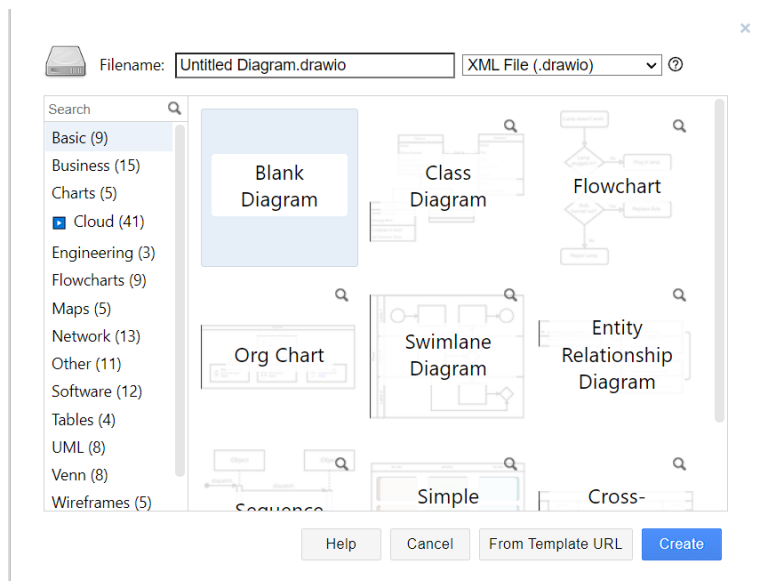 Filename: Untitled Diagram.drawio XML File (.drawio)
Search
Basic (9)
Business (15)
Charts (5)
Cloud (41)
Engineering (3)
Flowcharts (9)
Maps (5)
Network (13)
Other (11)
Software (12)
Tables (4)
UML (8)
Venn (8)
Wireframes (5)
Blank
Diagram
Class
Diagram
Flowchart
Org Chart
Swimlane
Diagram
Entity
Relationship
Diagram
Sequence
Simple
Cross-
Help Cancel From Template URL Create